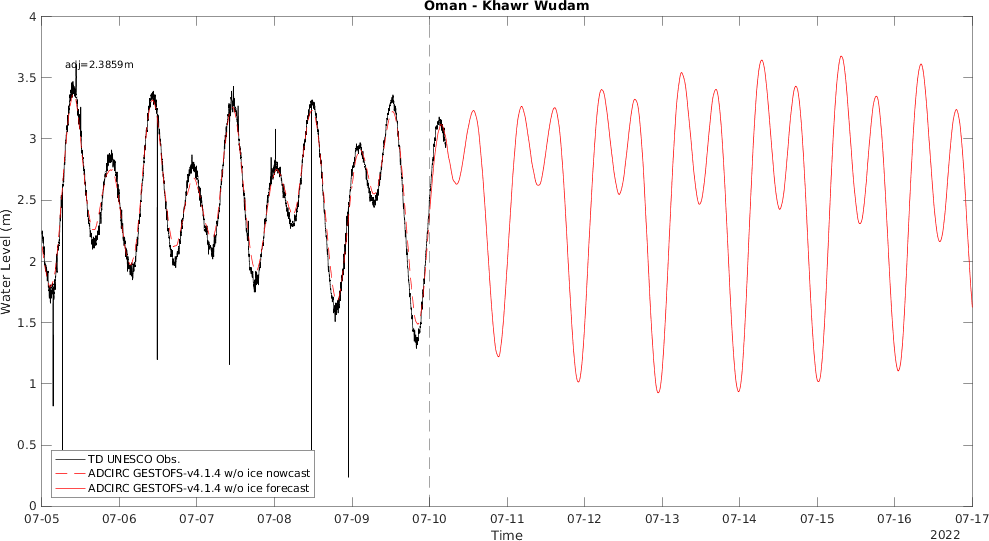 Oman - Khawr Wudam
adj=2.3859m
4
3.5
3
2.5
2
1.5
1
0.5
0
Water Level (m)
TD UNESCO Obs.
ADCIRC GESTOFS-v4.1.4 w/o ice nowcast
ADCIRC GESTOFS-v4.1.4 w/o ice forecast
07-05 07-06 07-07 07-08 07-09 07-10 07-11 07-12 07-13 07-14 07-15 07-16 07-17
Time
2022